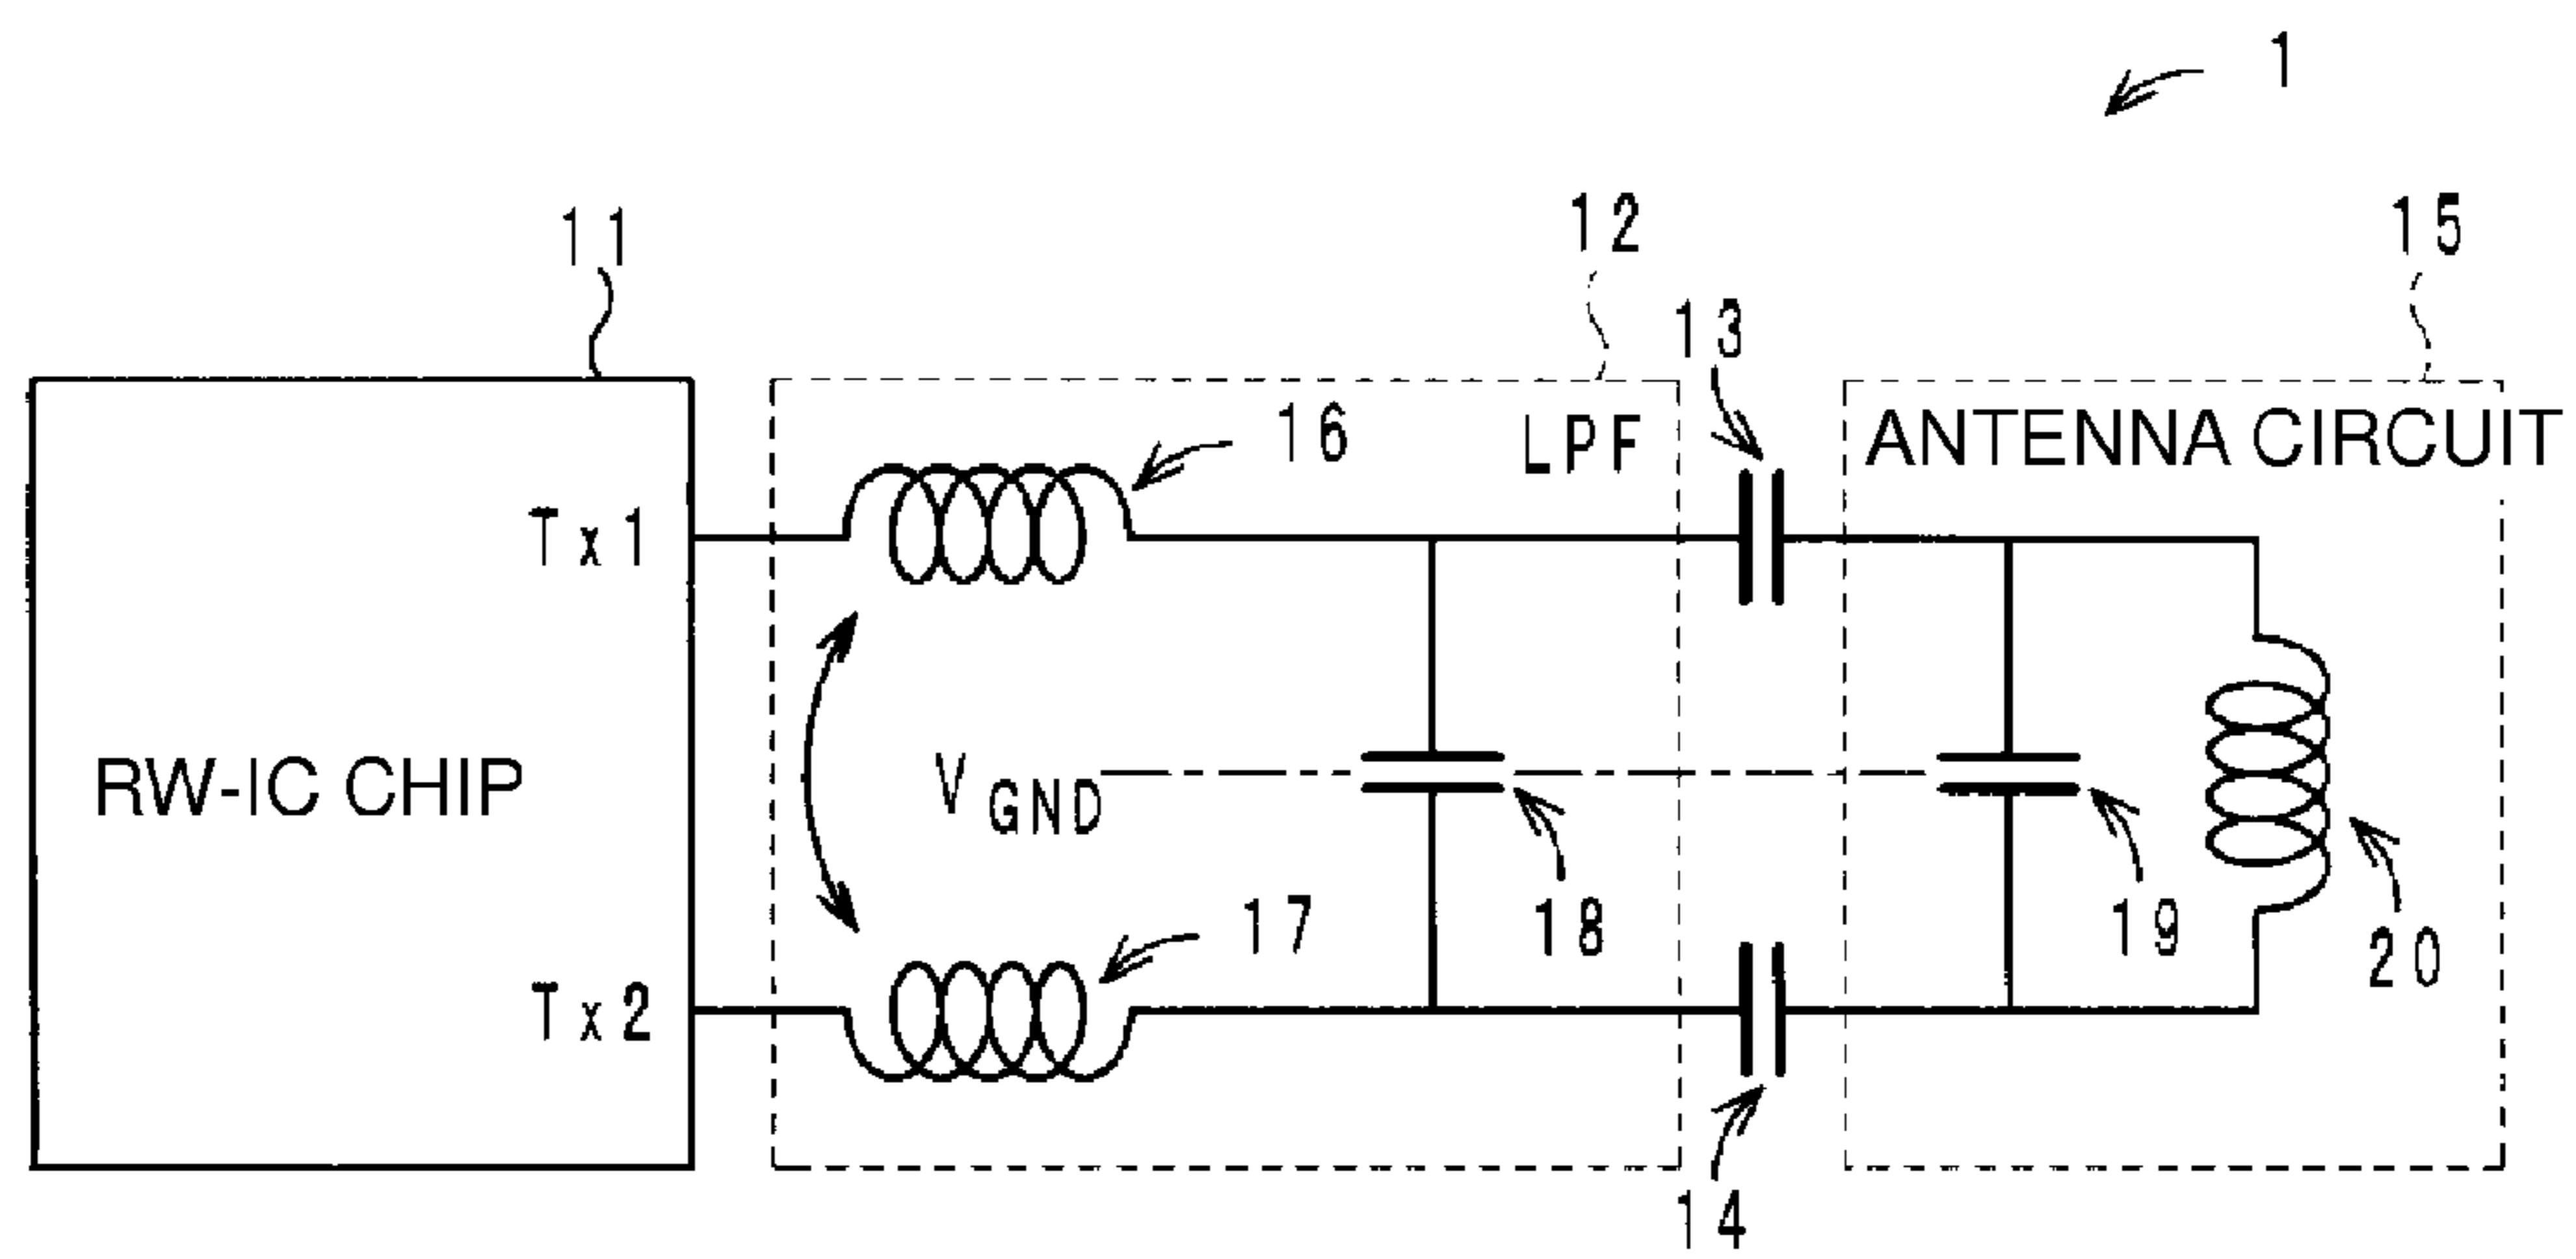 1
11
12
15
13
16
LPF
ANTENNA CIRCUIT
Tx1
RW-IC CHIP
VGND
18
19
20
17
Tx2
14